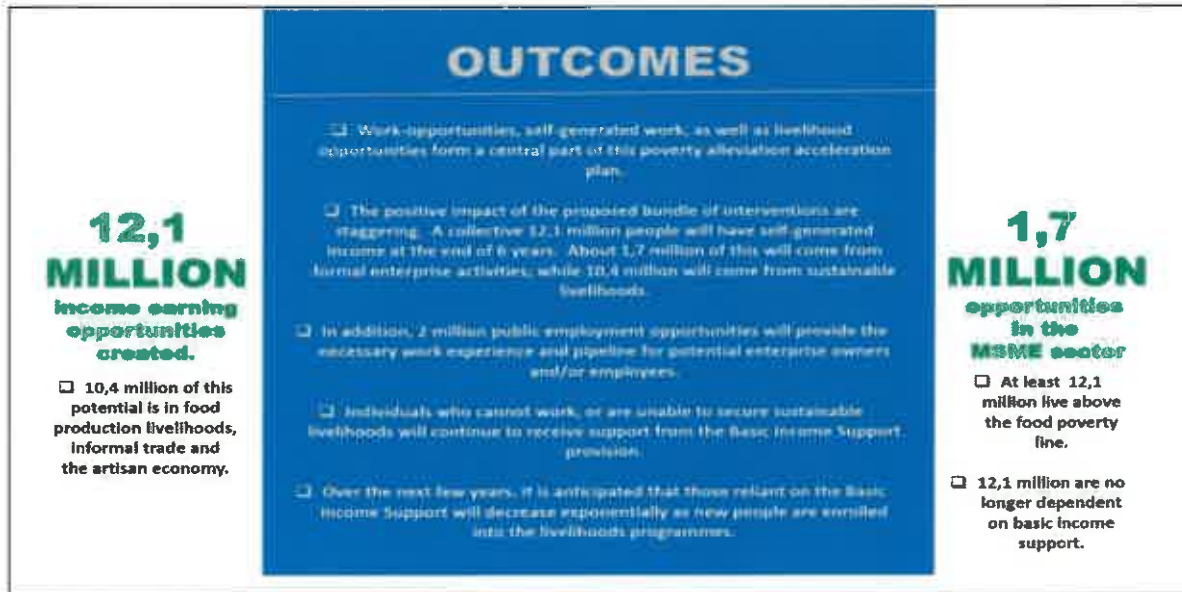 OUTCOMES
❑ Work-opportunities, self-generated work, as well as livelihood
opportunities form a central part of this poverty alleviation acceleration
plan.
❑ The positive impact of the proposed bundle of interventions are
staggering. A collective 12,1 million people will have self-generated
income at the end of 6 years. About 1,7 million of this will come from
formal enterprise activities; while 10,4 million will come from sustainable
livelihoods.
❑ In addition, 2 million public employment opportunities will provide the
necessary work experience and pipeline for potential enterprise owners
and/or employees.
❑ Individuals who cannot work, or are unable to secure sustainable
livelihoods will continue to receive support from the Basic Income Support
provision.
❑ Over the next few years, it is anticipated that those reliant on the Basic
Income Support will decrease exponentially as new people are enrolled
into the livelihoods programmes.
12,1
MILLION
income earning
opportunities
created.
❑ 10,4 million of this
potential is in food
production livelihoods,
informal trade and
the artisan economy.
1,7
MILLION
opportunities
in the
MSME sector
❑ At least 12,1
million live above
the food poverty
line.
❑ 12,1 million are no
longer dependent
on basic income
support.